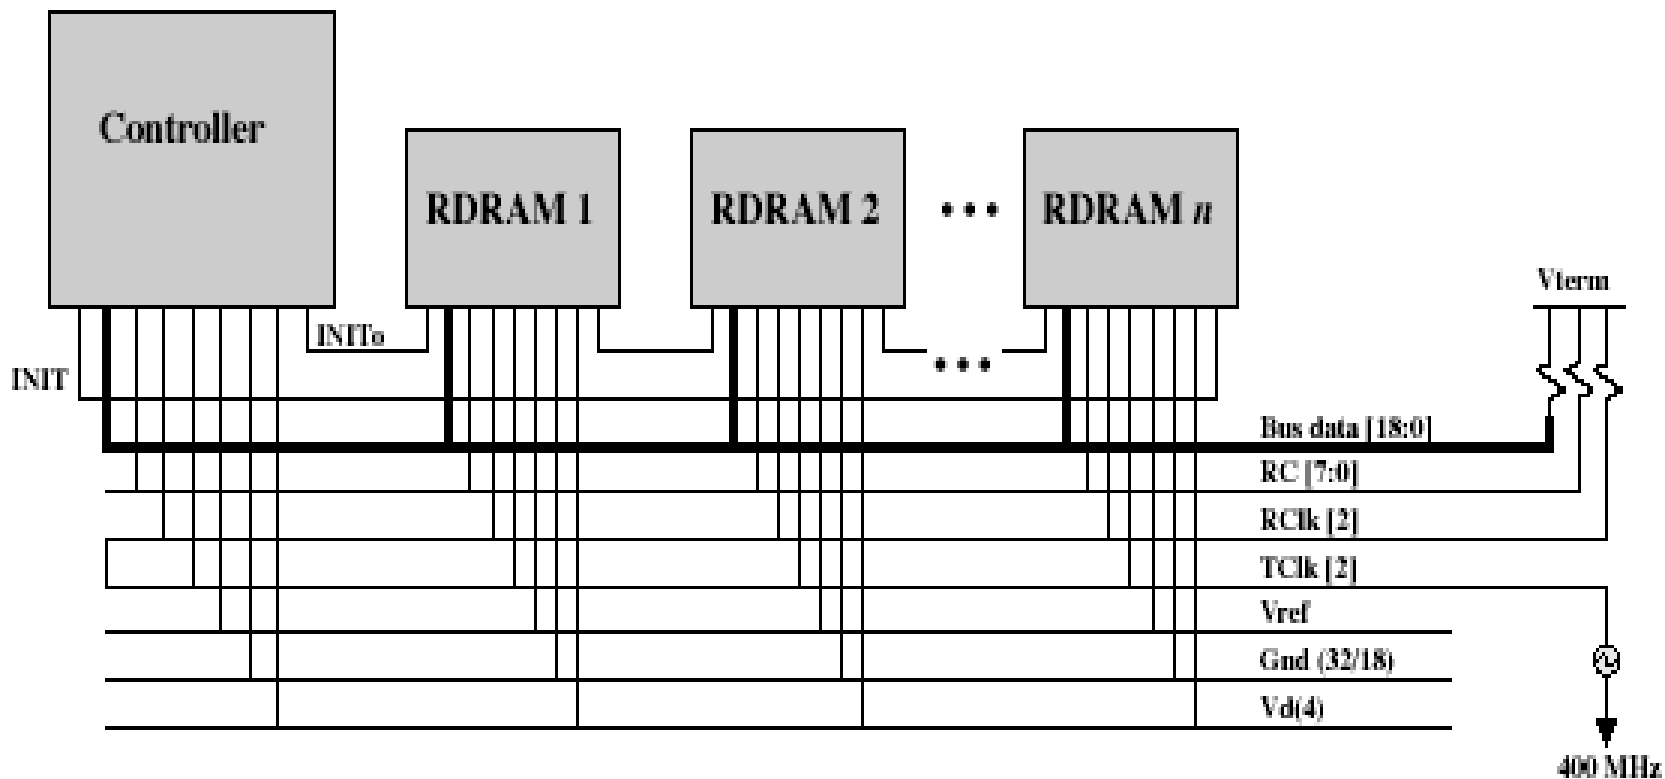 Controller
RDRAM 1
RDRAM 2
• • •
RDRAM n
Vterm
INITo
• • •
INIT
Bus data [18:0]
RC [7:0]
RClk [2]
TClk [2]
Vref
Gnd (32/18)
Vd(4)
400 MHz